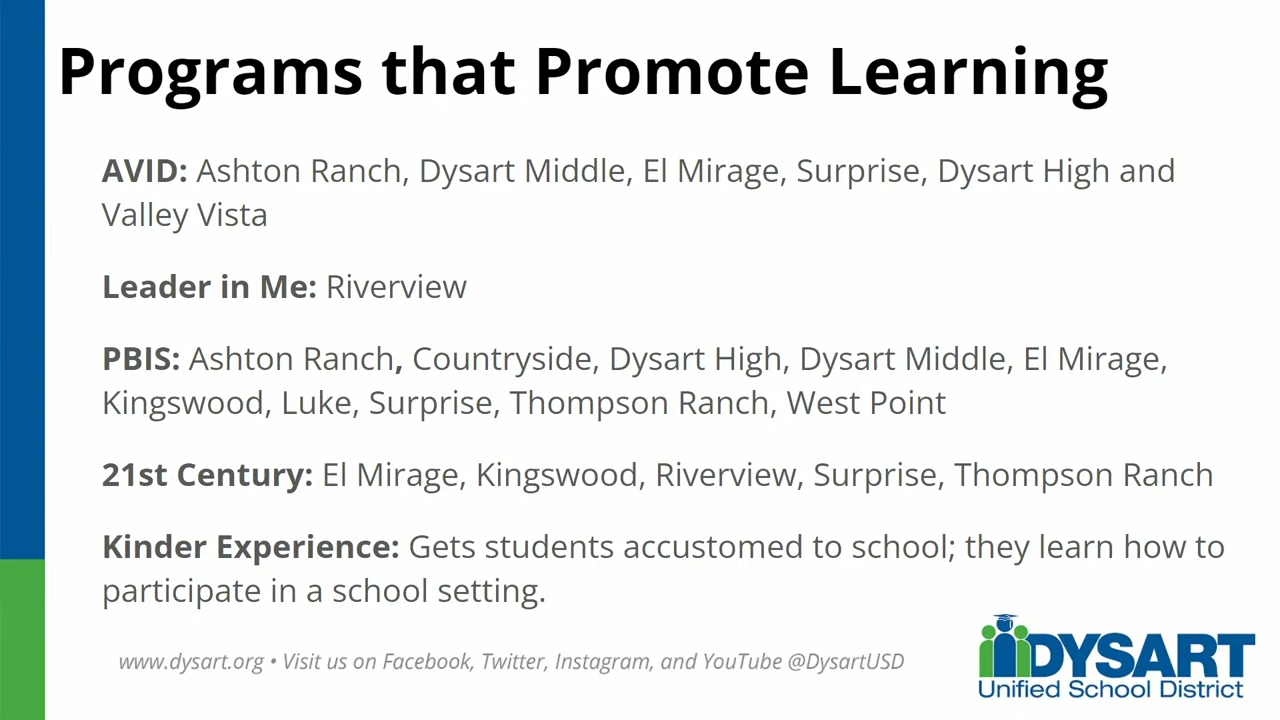 Programs that Promote Learning
AVID: Ashton Ranch, Dysart Middle, El Mirage, Surprise, Dysart High and
Valley Vista
Leader in Me: Riverview
PBIS: Ashton Ranch, Countryside, Dysart High, Dysart Middle, El Mirage,
Kingswood, Luke, Surprise, Thompson Ranch, West Point
21st Century: El Mirage, Kingswood, Riverview, Surprise, Thompson Ranch
Kinder Experience: Gets students accustomed to school; they learn how to
participate in a school setting.
www.dysart.org • Visit us on Facebook, Twitter, Instagram, and YouTube @DysartUSD
DYSART
Unified School District